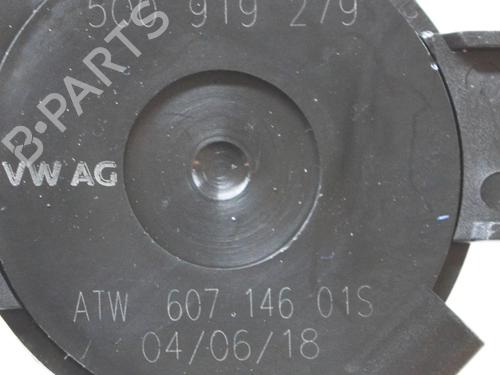 5Q0 919 279
B-PARTS
VW AG
ATW 607.146 01S
04/06/18